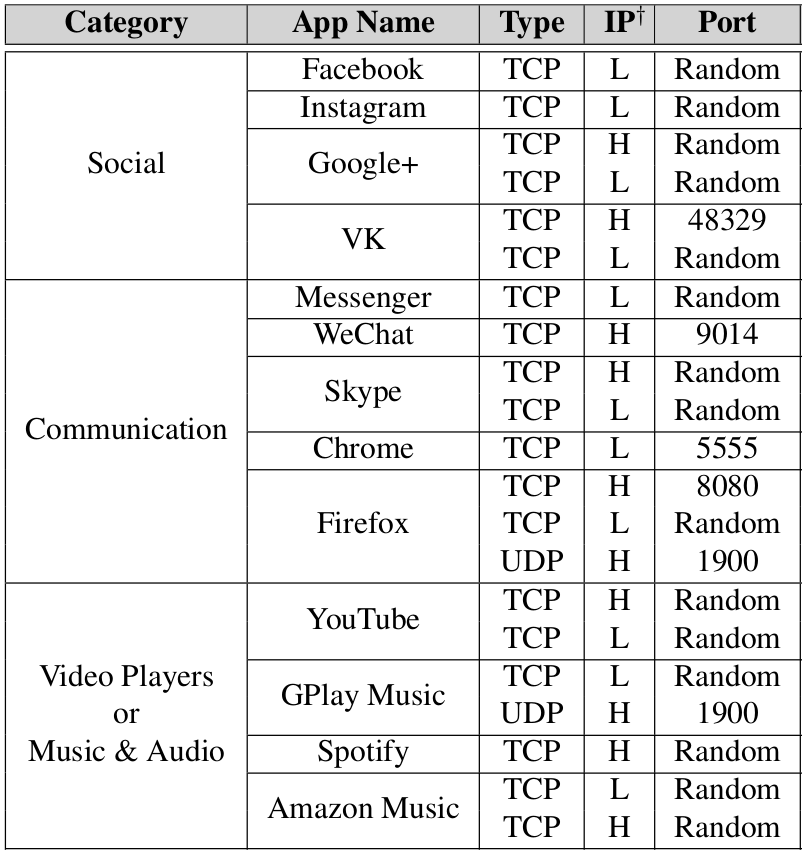 Category App Name Type IP† Port
Facebook TCP L Random
Instagram TCP L Random
Social Google+ TCP H Random
TCP L Random
VK TCP H 48329
TCP L Random
Messenger TCP L Random
WeChat TCP H 9014
Skype TCP H Random
TCP L Random
Communication Chrome TCP L 5555
Firefox TCP H 8080
TCP L Random
UDP H 1900
YouTube TCP H Random
TCP L Random
Video Players GPlay Music TCP L Random
or UDP H 1900
Music & Audio Spotify TCP H Random
Amazon Music TCP L Random
TCP H Random